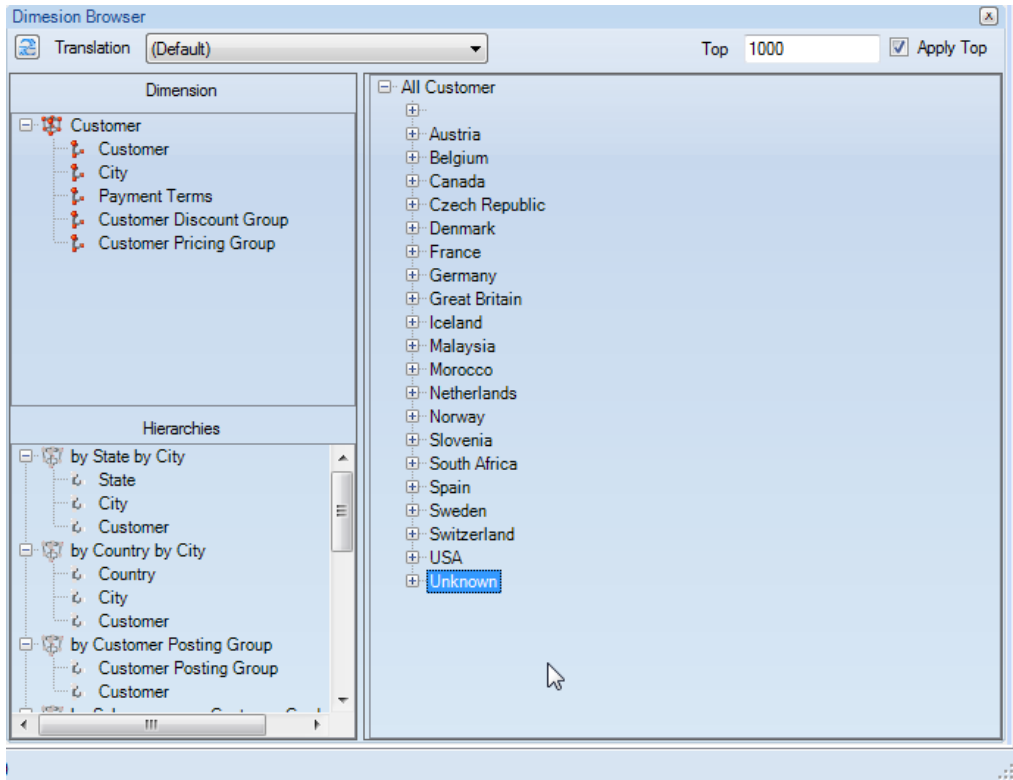 Dimesion Browser
Translation (Default) Top 1000 Apply Top
Dimension
Customer
Customer
City
Payment Terms
Customer Discount Group
Customer Pricing Group
Hierarchies
by State by City
State
City
Customer
by Country by City
Country
City
Customer
by Customer Posting Group
Customer Posting Group
Customer
All Customer
Austria
Belgium
Canada
Czech Republic
Denmark
France
Germany
Great Britain
Iceland
Malaysia
Morocco
Netherlands
Norway
Slovenia
South Africa
Spain
Sweden
Switzerland
USA
Unknown